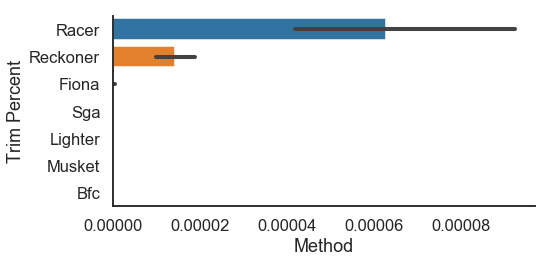 Trim Percent
Racer
Reckoner
Fiona
Sga
Lighter
Musket
Bfc
0.00000 0.00002 0.00004 0.00006 0.00008
Method